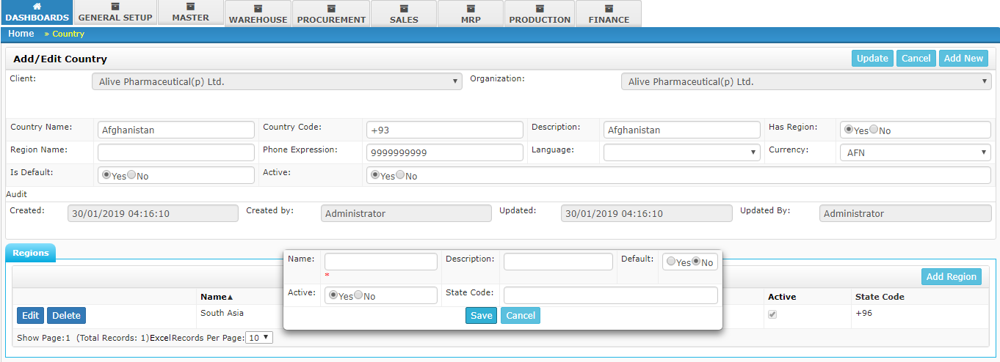 DASHBOARDS GENERAL SETUP MASTER WAREHOUSE PROCUREMENT SALES MRP PRODUCTION FINANCE
Home » Country
Add/Edit Country Update Cancel Add New
Client: Alive Pharmaceutical(p) Ltd. Organization: Alive Pharmaceutical(p) Ltd.
Country Name: Afghanistan Country Code: +93 Description: Afghanistan Has Region: Yes No
Region Name: Phone Expression: 9999999999 Language: Currency: AFN
Is Default: Yes No Active: Yes No
Audit
Created: 30/01/2019 04:16:10 Created by: Administrator Updated: 30/01/2019 04:16:10 Updated By: Administrator
Regions
Name: * Description: Default: Yes No
Add Region
Active: Yes No State Code:
Save Cancel
Name▲ Active State Code
Edit Delete South Asia +96
Show Page:1 (Total Records: 1)ExcelRecords Per Page: 10